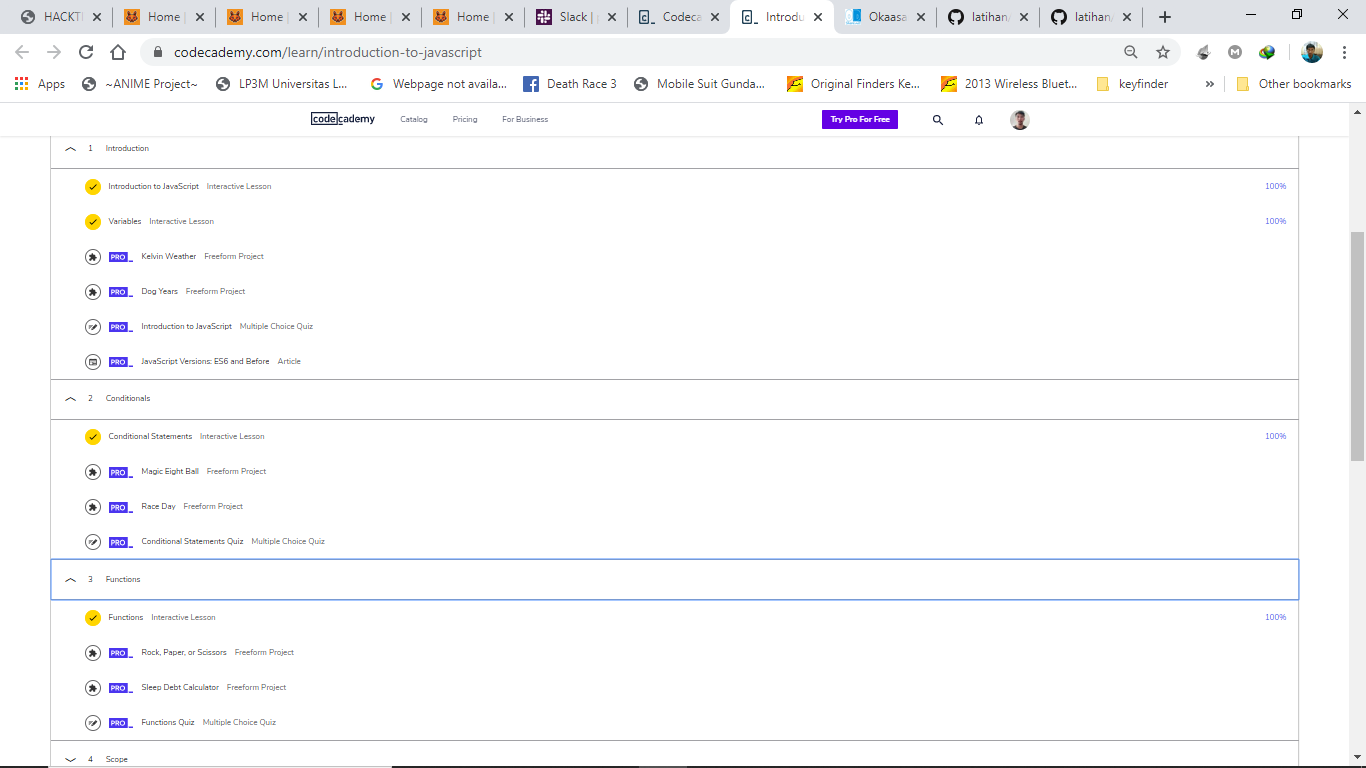 HACKTI Home | Home | Home | Home | Slack | Codeca Introdu Okaasa latihan/ latihan/
codecademy.com/learn/introduction-to-javascript
Apps ~ANIME Project~ LP3M Universitas L... Webpage not availa... Death Race 3 Mobile Suit Gunda... Original Finders Ke... 2013 Wireless Bluet... keyfinder » Other bookmarks
codecademy Catalog Pricing For Business Try Pro For Free
1 Introduction
Introduction to JavaScript Interactive Lesson 100%
Variables Interactive Lesson 100%
PRO Kelvin Weather Freeform Project
PRO Dog Years Freeform Project
PRO Introduction to JavaScript Multiple Choice Quiz
PRO JavaScript Versions: ES6 and Before Article
2 Conditionals
Conditional Statements Interactive Lesson 100%
PRO Magic Eight Ball Freeform Project
PRO Race Day Freeform Project
PRO Conditional Statements Quiz Multiple Choice Quiz
3 Functions
Functions Interactive Lesson 100%
PRO Rock, Paper, or Scissors Freeform Project
PRO Sleep Debt Calculator Freeform Project
PRO Functions Quiz Multiple Choice Quiz
4 Scope